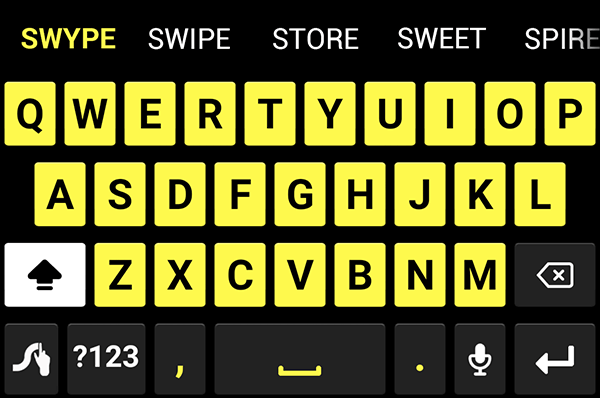 SWYPE SWIPE STORE SWEET SPIRE
Q W E R T Y U I O P
A S D F G H J K L
Z X C V B N M
?123 , .